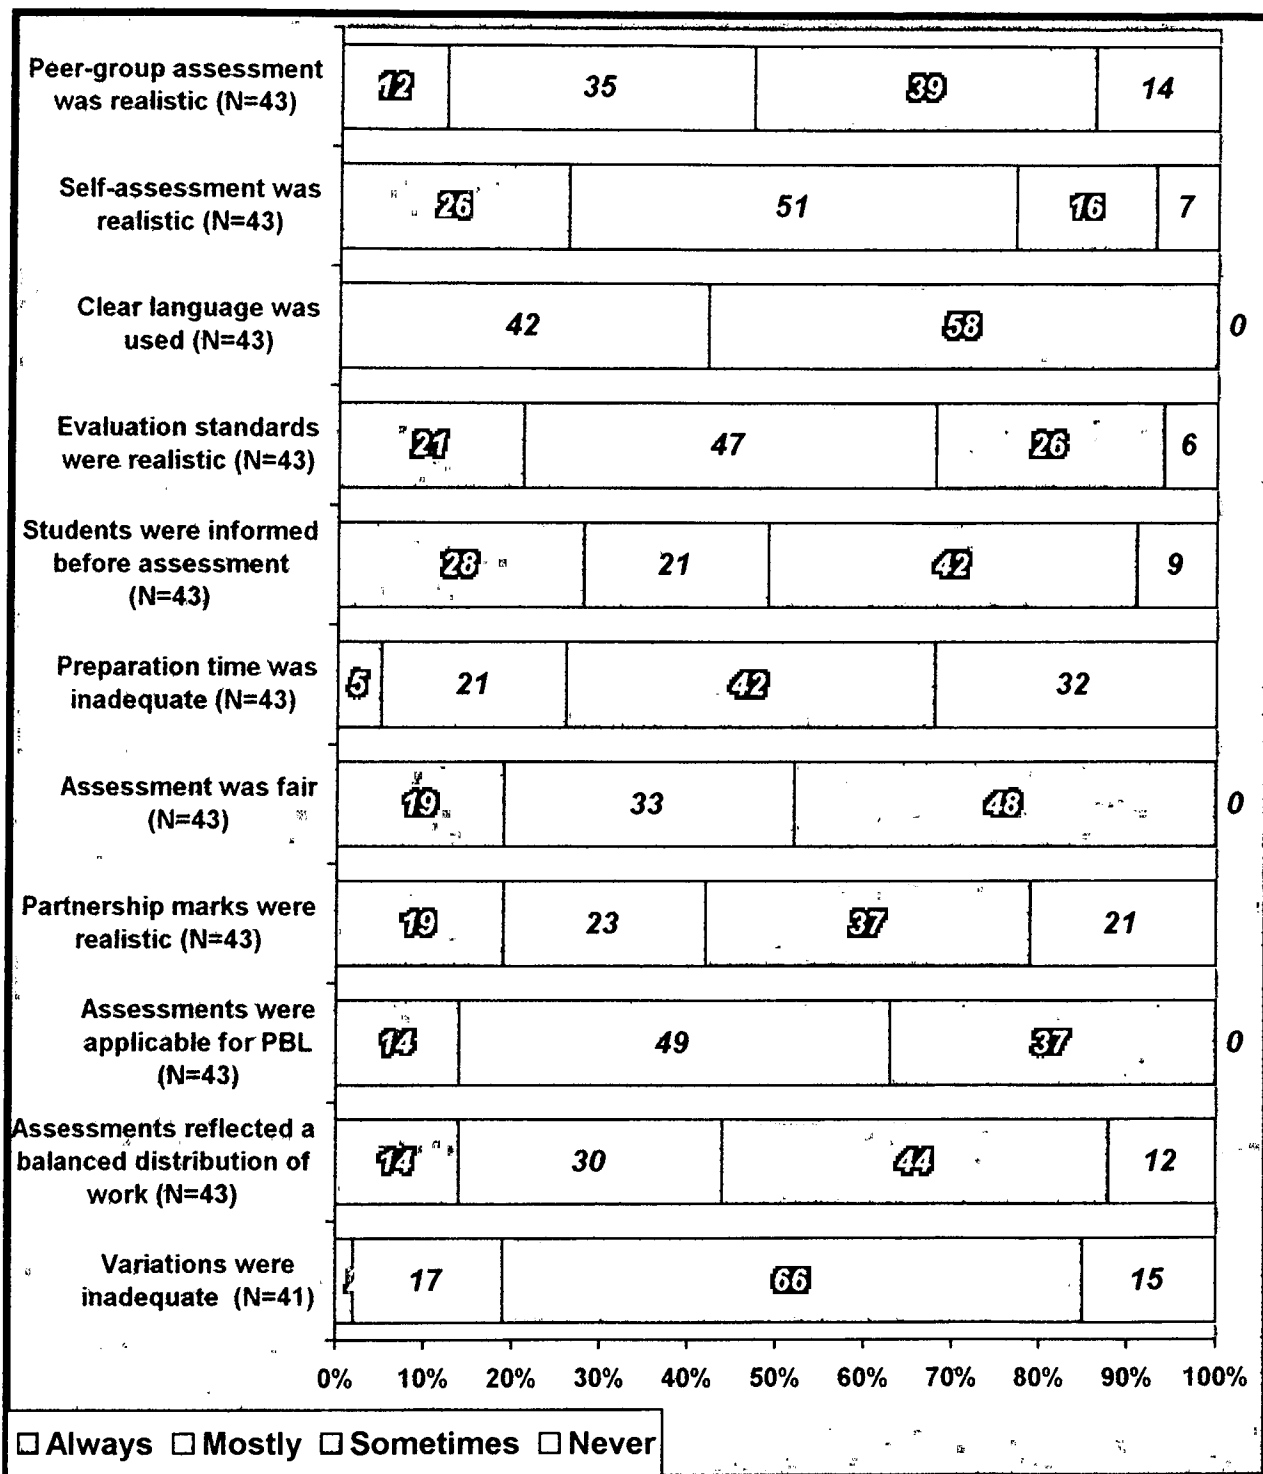 Peer-group assessment
was realistic (N=43)
12 35 39 14
Self-assessment was
realistic (N=43)
26 51 16 7
Clear language was
used (N=43)
42 58 0
Evaluation standards
were realistic (N=43)
21 47 26 6
Students were informed
before assessment
(N=43)
28 21 42 9
Preparation time was
inadequate (N=43)
5 21 42 32
Assessment was fair
(N=43)
19 33 48 0
Partnership marks were
realistic (N=43)
19 23 37 21
Assessments were
applicable for PBL
(N=43)
14 49 37 0
Assessments reflected a
balanced distribution of
work (N=43)
14 30 44 12
Variations were
inadequate (N=41)
17 66 15
0% 10% 20% 30% 40% 50% 60% 70% 80% 90% 100%
Always Mostly Sometimes Never